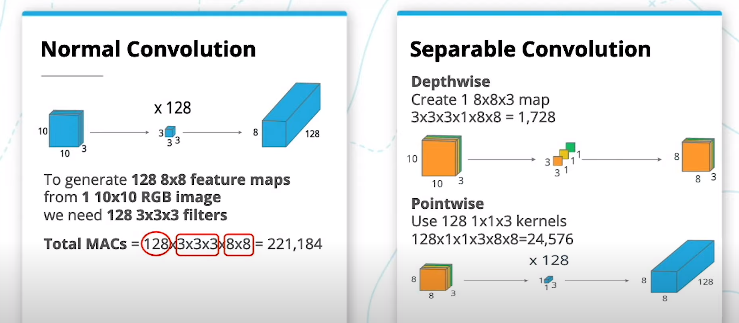 Normal Convolution
x 128
10
10
3
3
3
3
8
128
To generate 128 8x8 feature maps
from 1 10x10 RGB image
we need 128 3x3x3 filters
Total MACs = 128x3x3x3x8x8 = 221,184
Separable Convolution
Depthwise
Create 1 8x8x3 map
3x3x3x1x8x8 = 1,728
10
10
3
3
3
1
1
1
8
8
3
Pointwise
Use 128 1x1x3 kernels
128x1x1x3x8x8=24,576
x 128
8
8
3
1
1
3
8
8
128